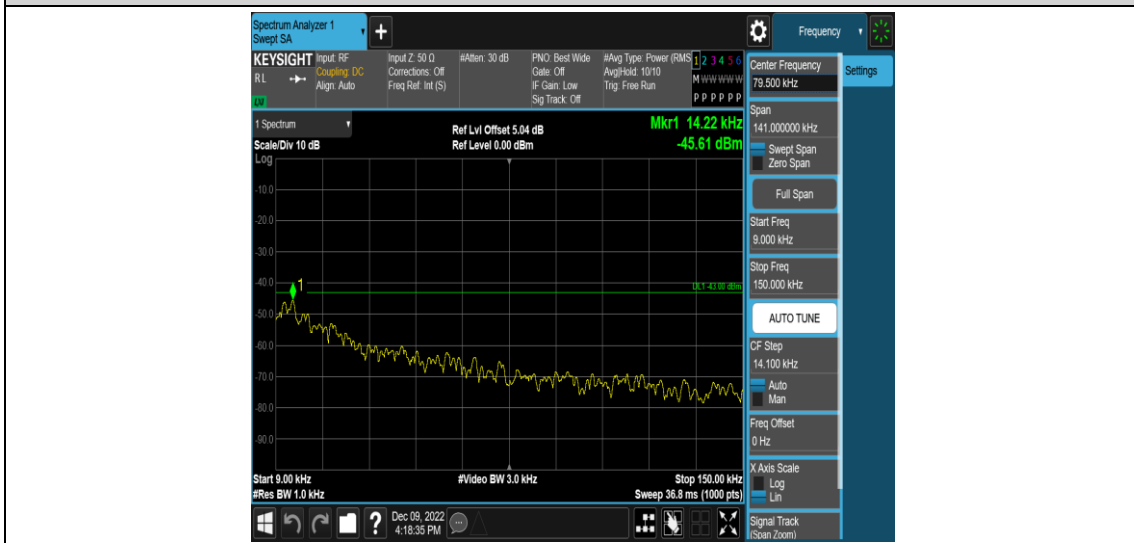 Spectrum Analyzer 1
Swept SA
+
Frequency
KEYSIGHT
RL
LXI
Input: RF
Coupling: DC
Align: Auto
Input Z: 50 Ω
Corrections: Off
Freq Ref: Int (S)
#Atten: 30 dB
PNO: Best Wide
Gate: Off
IF Gain: Low
Sig Track: Off
#Avg Type: Power (RMS
Avg|Hold: 10/10
Trig: Free Run
1 2 3 4 5 6
M W W W W W
P P P P P P
Center Frequency
79.500 kHz
Settings
Span
141.000000 kHz
Swept Span
Zero Span
Full Span
Start Freq
9.000 kHz
Stop Freq
150.000 kHz
AUTO TUNE
CF Step
14.100 kHz
Auto
Man
Freq Offset
0 Hz
X Axis Scale
Log
Lin
Signal Track
(Span Zoom)
1 Spectrum
Scale/Div 10 dB
Ref Lvl Offset 5.04 dB
Ref Level 0.00 dBm
Mkr1 14.22 kHz
-45.61 dBm
Log
-10.0
-20.0
-30.0
-40.0
-50.0
-60.0
-70.0
-80.0
-90.0
1
DL1 -43.00 dBm
Start 9.00 kHz
#Res BW 1.0 kHz
#Video BW 3.0 kHz
Stop 150.00 kHz
Sweep 36.8 ms (1000 pts)
?
Dec 09, 2022
4:18:35 PM